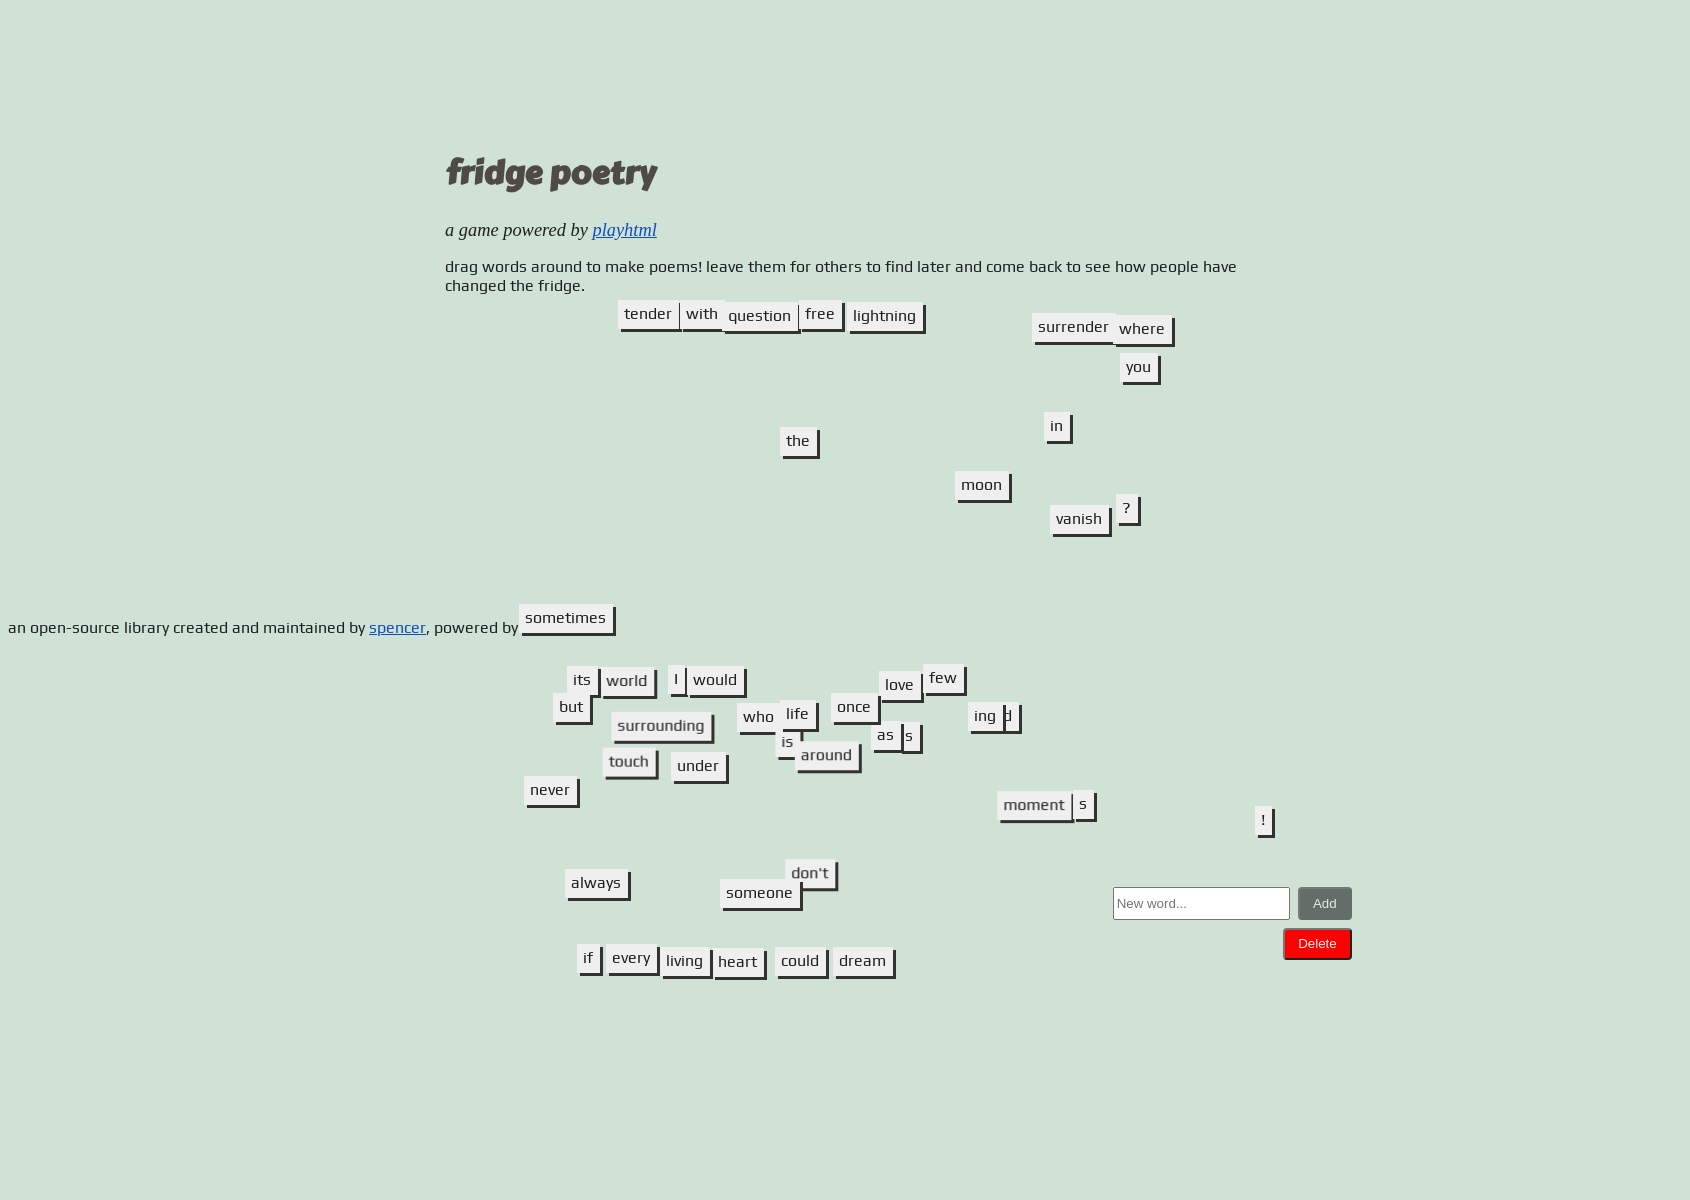 fridge poetry
a game powered by playhtml
drag words around to make poems! leave them for others to find later and come back to see how people have
changed the fridge.
tender with question free lightning
surrender where
you
in
the
moon
vanish ?
an open-source library created and maintained by spencer, powered by sometimes
its world I would love few
but who life once ing d
surrounding is as s
touch under around
never
moment s
!
always someone don't
New word... Add
Delete
if every living heart could dream